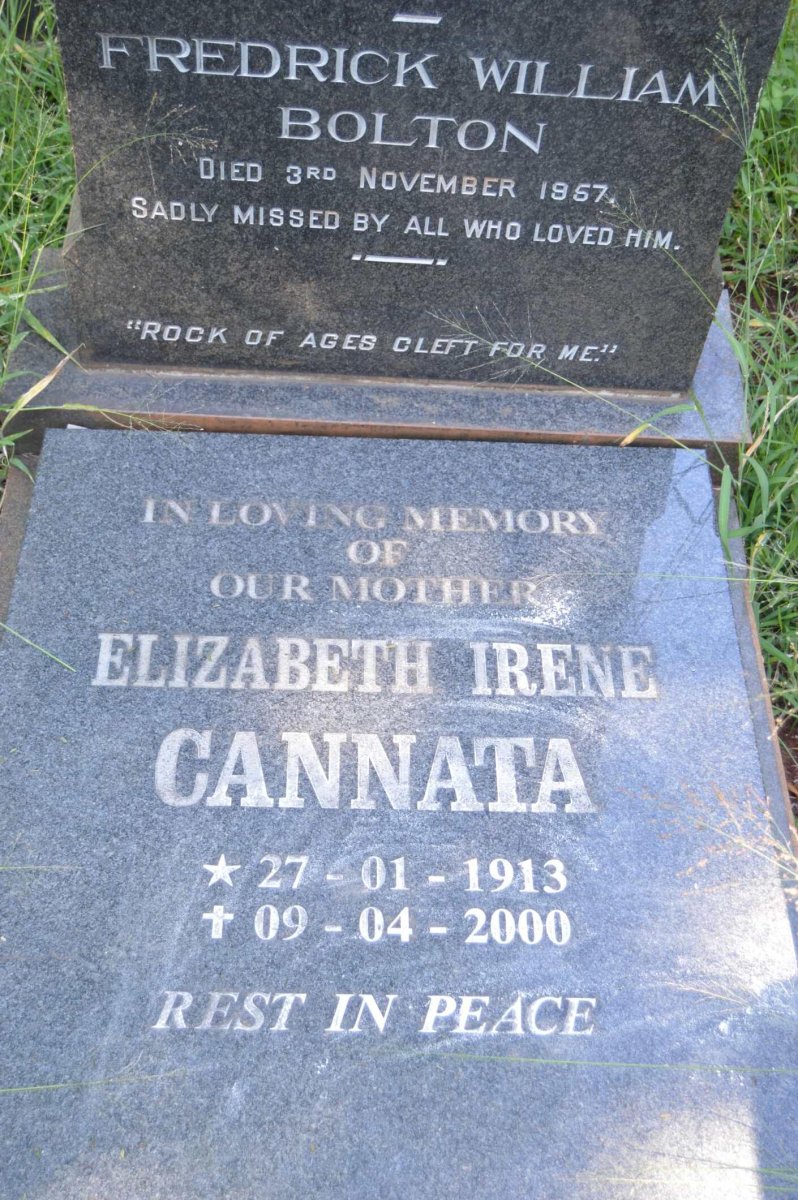 FREDRICK WILLIAM
BOLTON
DIED 3RD NOVEMBER 1957.
SADLY MISSED BY ALL WHO LOVED HIM.
"ROCK OF AGES CLEFT FOR ME."
IN LOVING MEMORY
OF
OUR MOTHER
ELIZABETH IRENE
CANNATA
27 - 01 - 1913
09 - 04 - 2000
REST IN PEACE